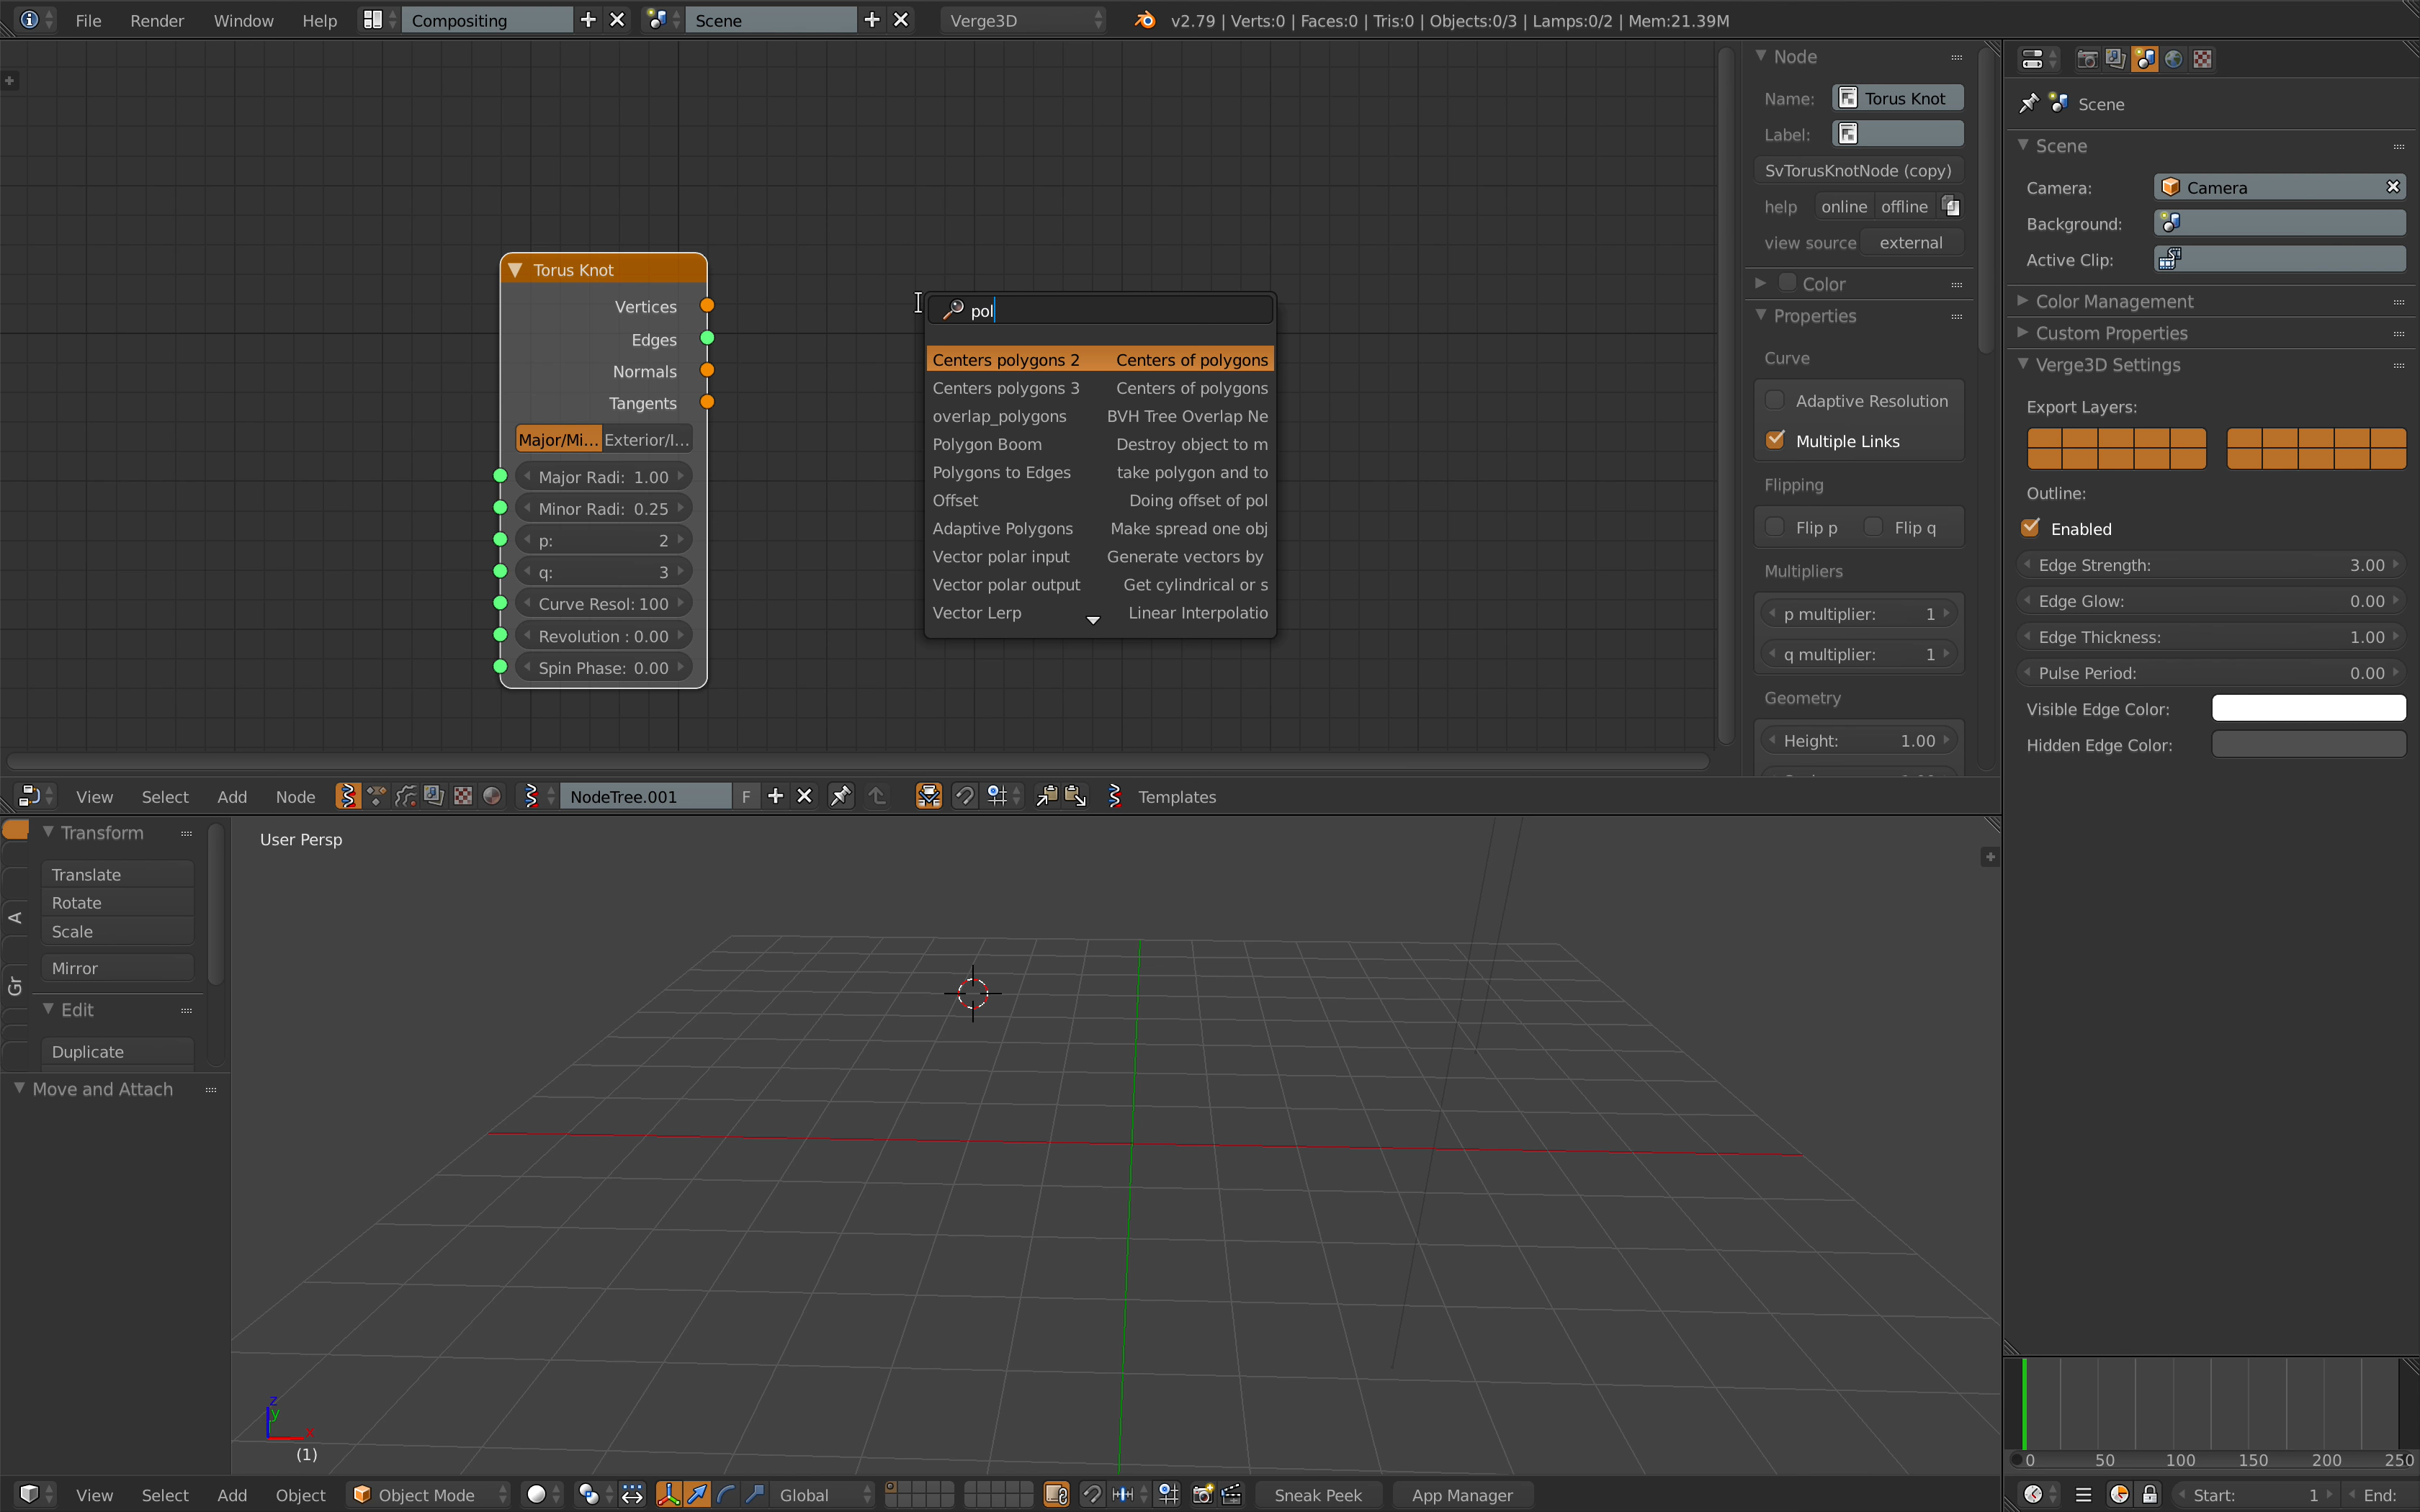 File Render Window Help Compositing Scene Verge3D v2.79 | Verts:0 | Faces:0 | Tris:0 | Objects:0/3 | Lamps:0/2 | Mem:21.39M
Torus Knot
Vertices
Edges
Normals
Tangents
Major/Mi... Exterior/I...
Major Radi: 1.00
Minor Radi: 0.25
p: 2
q: 3
Curve Resol: 100
Revolution : 0.00
Spin Phase: 0.00
pol
Centers polygons 2 Centers of polygons
Centers polygons 3 Centers of polygons
overlap_polygons BVH Tree Overlap Ne
Polygon Boom Destroy object to m
Polygons to Edges take polygon and to
Offset Doing offset of pol
Adaptive Polygons Make spread one obj
Vector polar input Generate vectors by
Vector polar output Get cylindrical or s
Vector Lerp Linear Interpolatio
Node
Name: Torus Knot
Label:
SvTorusKnotNode (copy)
help online offline
view source external
Color
Properties
Curve
Adaptive Resolution
Multiple Links
Flipping
Flip p Flip q
Multipliers
p multiplier: 1
q multiplier: 1
Geometry
Height: 1.00
Scene
Scene
Camera: Camera
Background:
Active Clip:
Color Management
Custom Properties
Verge3D Settings
Export Layers:
Outline:
Enabled
Edge Strength: 3.00
Edge Glow: 0.00
Edge Thickness: 1.00
Pulse Period: 0.00
Visible Edge Color:
Hidden Edge Color:
View Select Add Node NodeTree.001 F Templates
Transform
Translate
Rotate
Scale
Mirror
Edit
Duplicate
Move and Attach
A
Gr
User Persp
z
y
x
(1)
0 50 100 150 200 250
View Select Add Object Object Mode Global Sneak Peek App Manager
Start: 1 End: